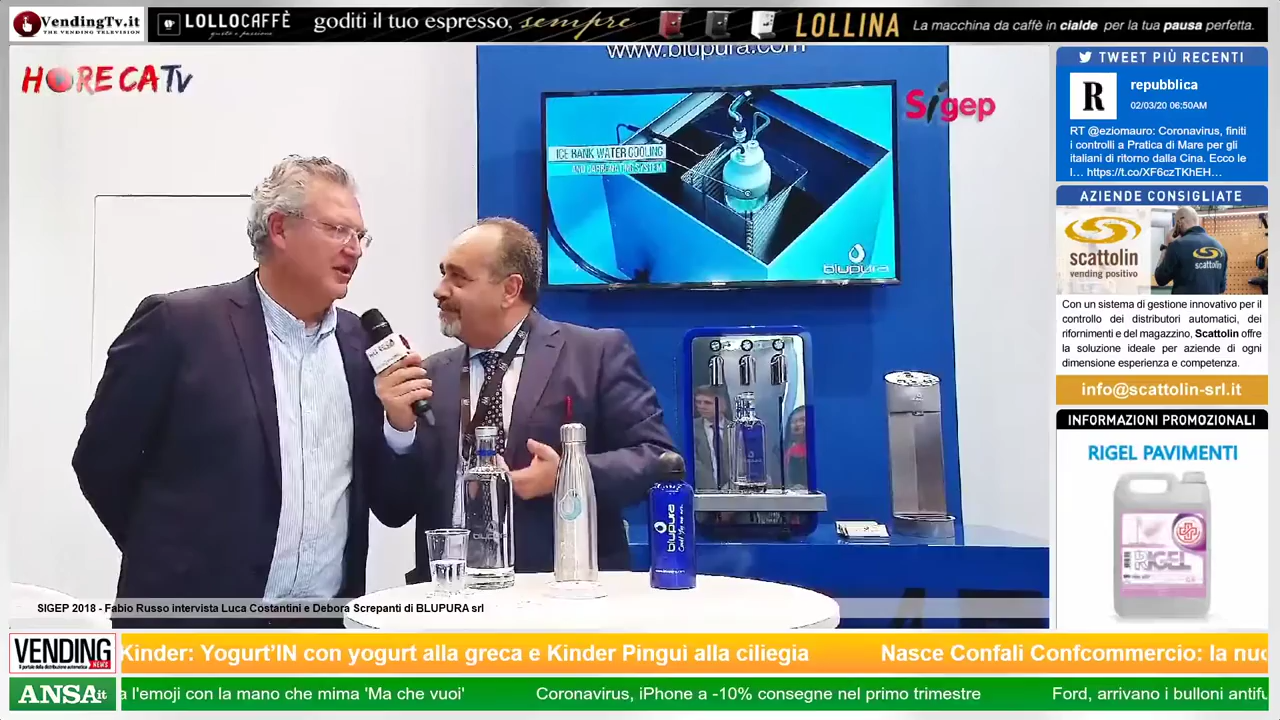 VendingTv.it
THE VENDING TELEVISION
LOLLOCAFFÈ
gusto e passione
goditi il tuo espresso, sempre
LOLLINA
La macchina da caffè in cialde per la tua pausa perfetta.
HORECATV
www.blupura.com
Sigep
ICE BANK WATER COOLING
AND CARBONATING SYSTEM
blupura
blupura
blupura
TWEET PIÙ RECENTI
R
repubblica
02/03/20 06:50AM
RT @eziomauro: Coronavirus, finiti
i controlli a Pratica di Mare per gli
italiani di ritorno dalla Cina. Ecco le
l… https://t.co/XF6czTKhEH…
AZIENDE CONSIGLIATE
scattolin
vending positivo
scattolin
Con un sistema di gestione innovativo per il
controllo dei distributori automatici, dei
rifornimenti e del magazzino, Scattolin offre
la soluzione ideale per aziende di ogni
dimensione esperienza e competenza.
info@scattolin-srl.it
INFORMAZIONI PROMOZIONALI
RIGEL PAVIMENTI
RIGEL
SIGEP 2018 - Fabio Russo intervista Luca Costantini e Debora Screpanti di BLUPURA srl
VENDING
NEWS
Kinder: Yogurt’IN con yogurt alla greca e Kinder Pingui alla ciliegia
Nasce Confali Confcommercio: la nuo
ANSA.it
a l'emoji con la mano che mima 'Ma che vuoi'
Coronavirus, iPhone a -10% consegne nel primo trimestre
Ford, arrivano i bulloni antifu